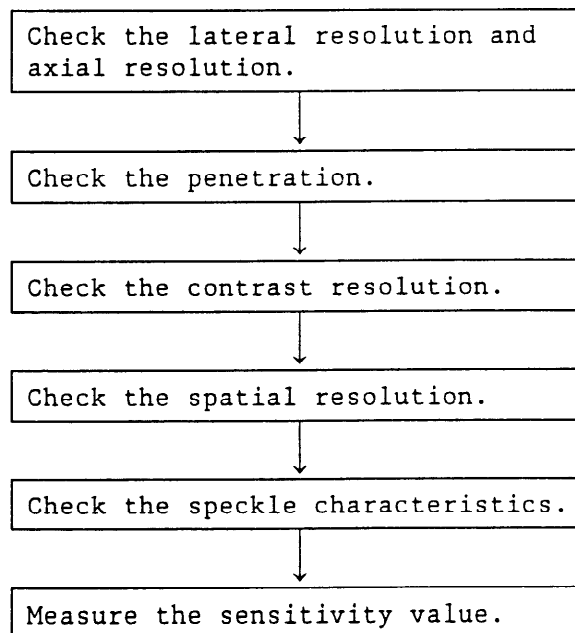 Check the lateral resolution and
axial resolution.
Check the penetration.
Check the contrast resolution.
Check the spatial resolution.
Check the speckle characteristics.
Measure the sensitivity value.